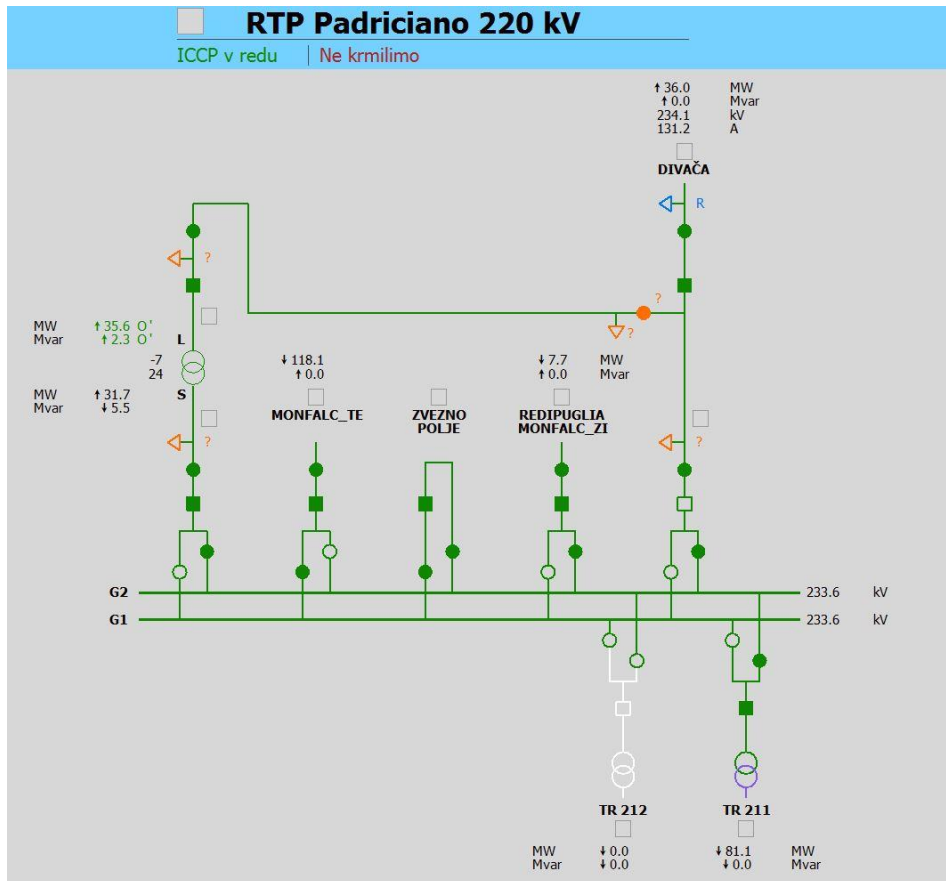 RTP Padriciano 220 kV
ICCP v redu | Ne krmilimo
↑ 36.0 MW
↑ 0.0 Mvar
234.1 kV
131.2 A
DIVAČA
R
?
?
?
MW ↑ 35.6 O'
Mvar ↑ 2.3 O'
L
-7
24
S
MW ↑ 31.7
Mvar ↓ 5.5
?
↓ 118.1
↑ 0.0
MONFALC_TE
ZVEZNO
POLJE
↓ 7.7 MW
↑ 0.0 Mvar
REDIPUGLIA
MONFALC_ZI
?
G2 233.6 kV
G1 233.6 kV
TR 212
TR 211
MW ↓ 0.0 ↓ 81.1 MW
Mvar ↓ 0.0 ↓ 0.0 Mvar